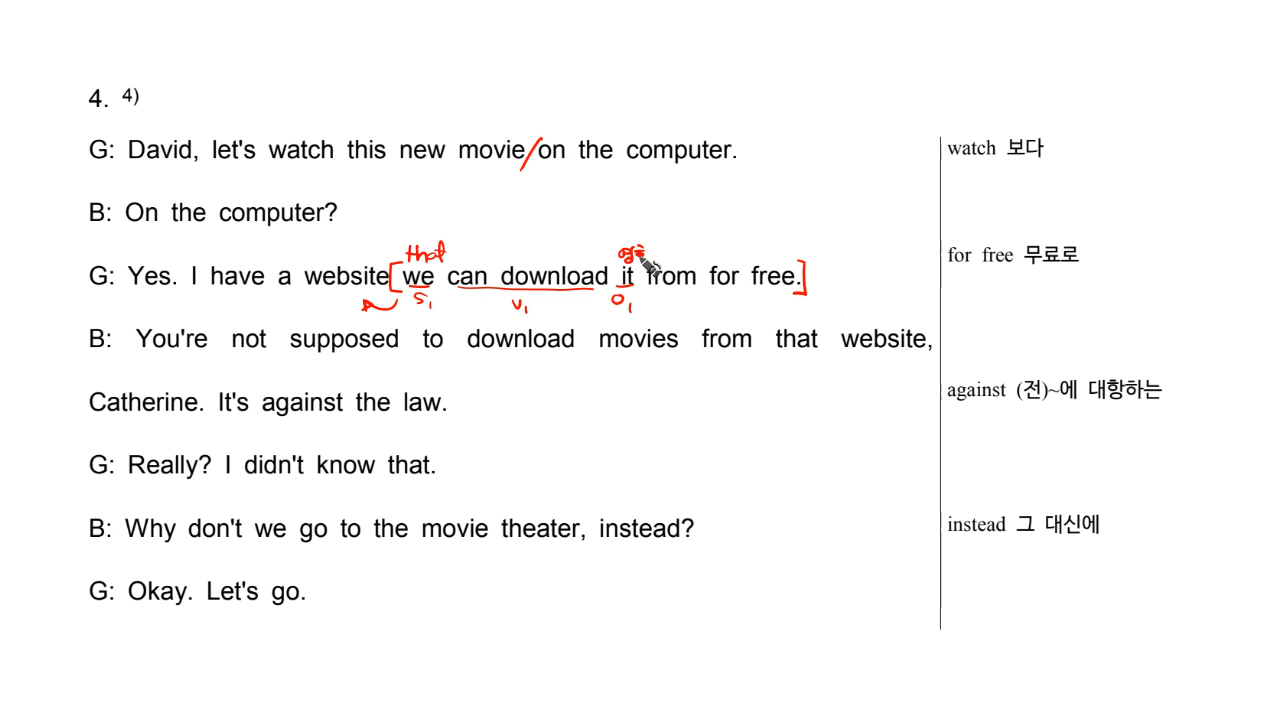 4. 4)
G: David, let's watch this new movie/on the computer.
watch 보다
B: On the computer?
that
G: Yes. I have a website [we can download it from for free.]
for free 무료로
S1 V1 O1
B: You're not supposed to download movies from that website,
Catherine. It's against the law.
against (전)~에 대항하는
G: Really? I didn't know that.
B: Why don't we go to the movie theater, instead?
instead 그 대신에
G: Okay. Let's go.